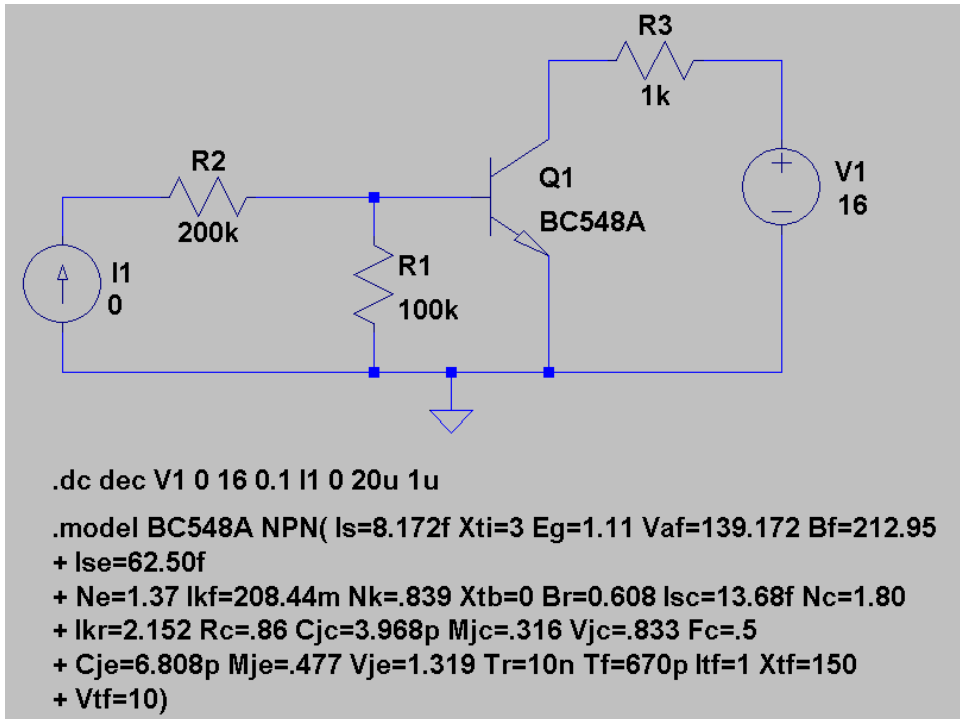 R3
1k
R2
200k
Q1
BC548A
V1
16
I1
0
R1
100k
.dc dec V1 0 16 0.1 I1 0 20u 1u
.model BC548A NPN( Is=8.172f Xti=3 Eg=1.11 Vaf=139.172 Bf=212.95
+ Ise=62.50f
+ Ne=1.37 Ikf=208.44m Nk=.839 Xtb=0 Br=0.608 Isc=13.68f Nc=1.80
+ Ikr=2.152 Rc=.86 Cjc=3.968p Mjc=.316 Vjc=.833 Fc=.5
+ Cje=6.808p Mje=.477 Vje=1.319 Tr=10n Tf=670p Itf=1 Xtf=150
+ Vtf=10)